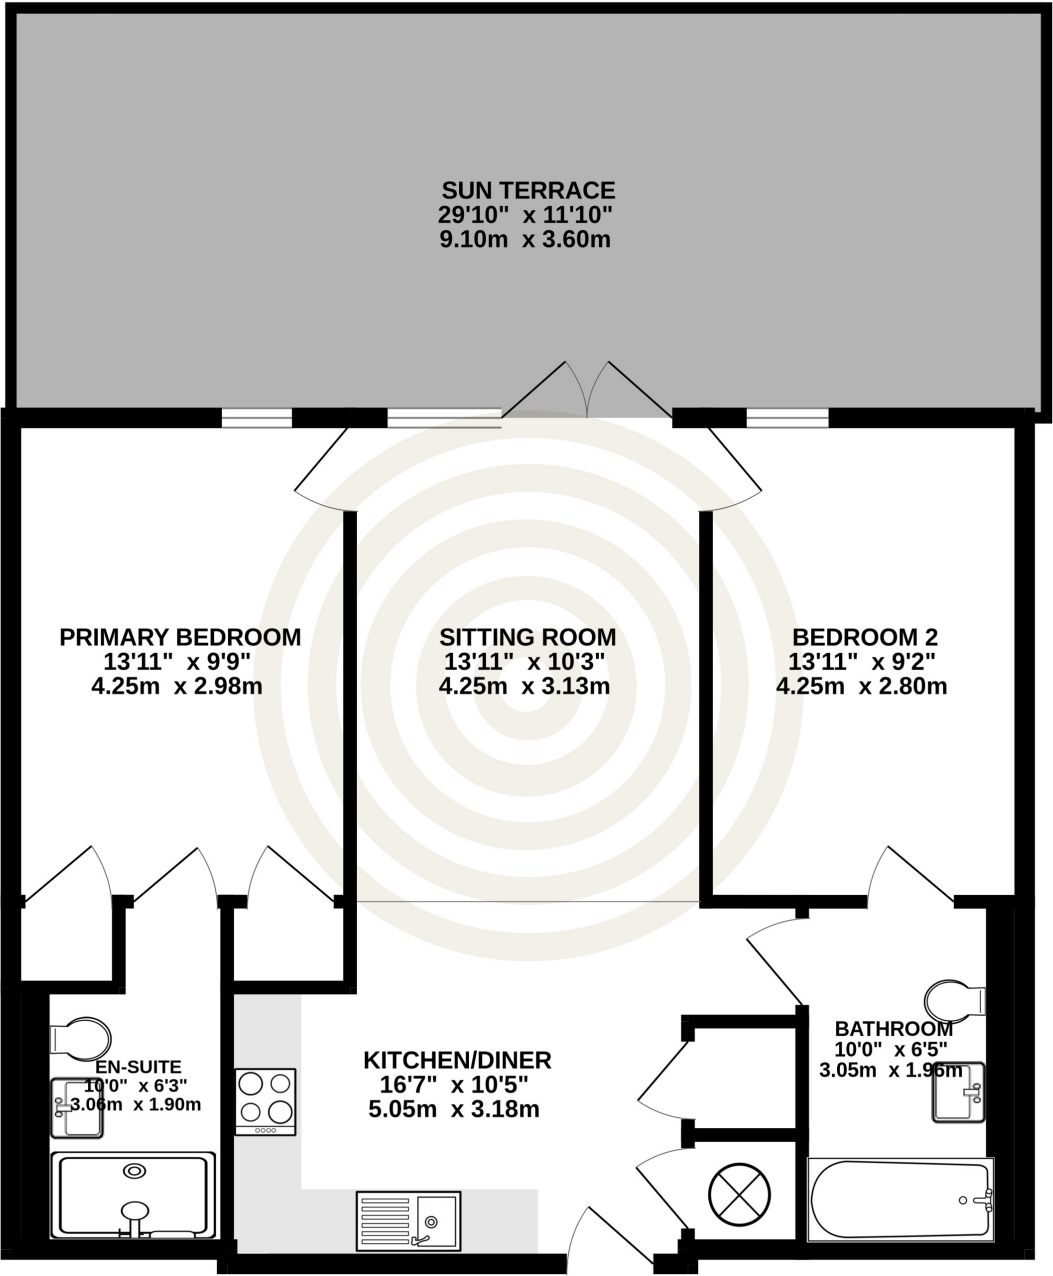 SUN TERRACE
29'10" x 11'10"
9.10m x 3.60m
PRIMARY BEDROOM
13'11" x 9'9"
4.25m x 2.98m
SITTING ROOM
13'11" x 10'3"
4.25m x 3.13m
BEDROOM 2
13'11" x 9'2"
4.25m x 2.80m
EN-SUITE
10'0" x 6'3"
3.06m x 1.90m
KITCHEN/DINER
16'7" x 10'5"
5.05m x 3.18m
BATHROOM
10'0" x 6'5"
3.05m x 1.96m